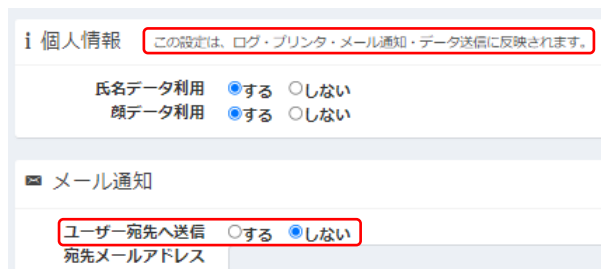 i 個人情報 この設定は、ログ・プリンタ・メール通知・データ送信に反映されます。
氏名データ利用 する しない
顔データ利用 する しない
メール通知
ユーザー宛先へ送信 する しない
宛先メールアドレス